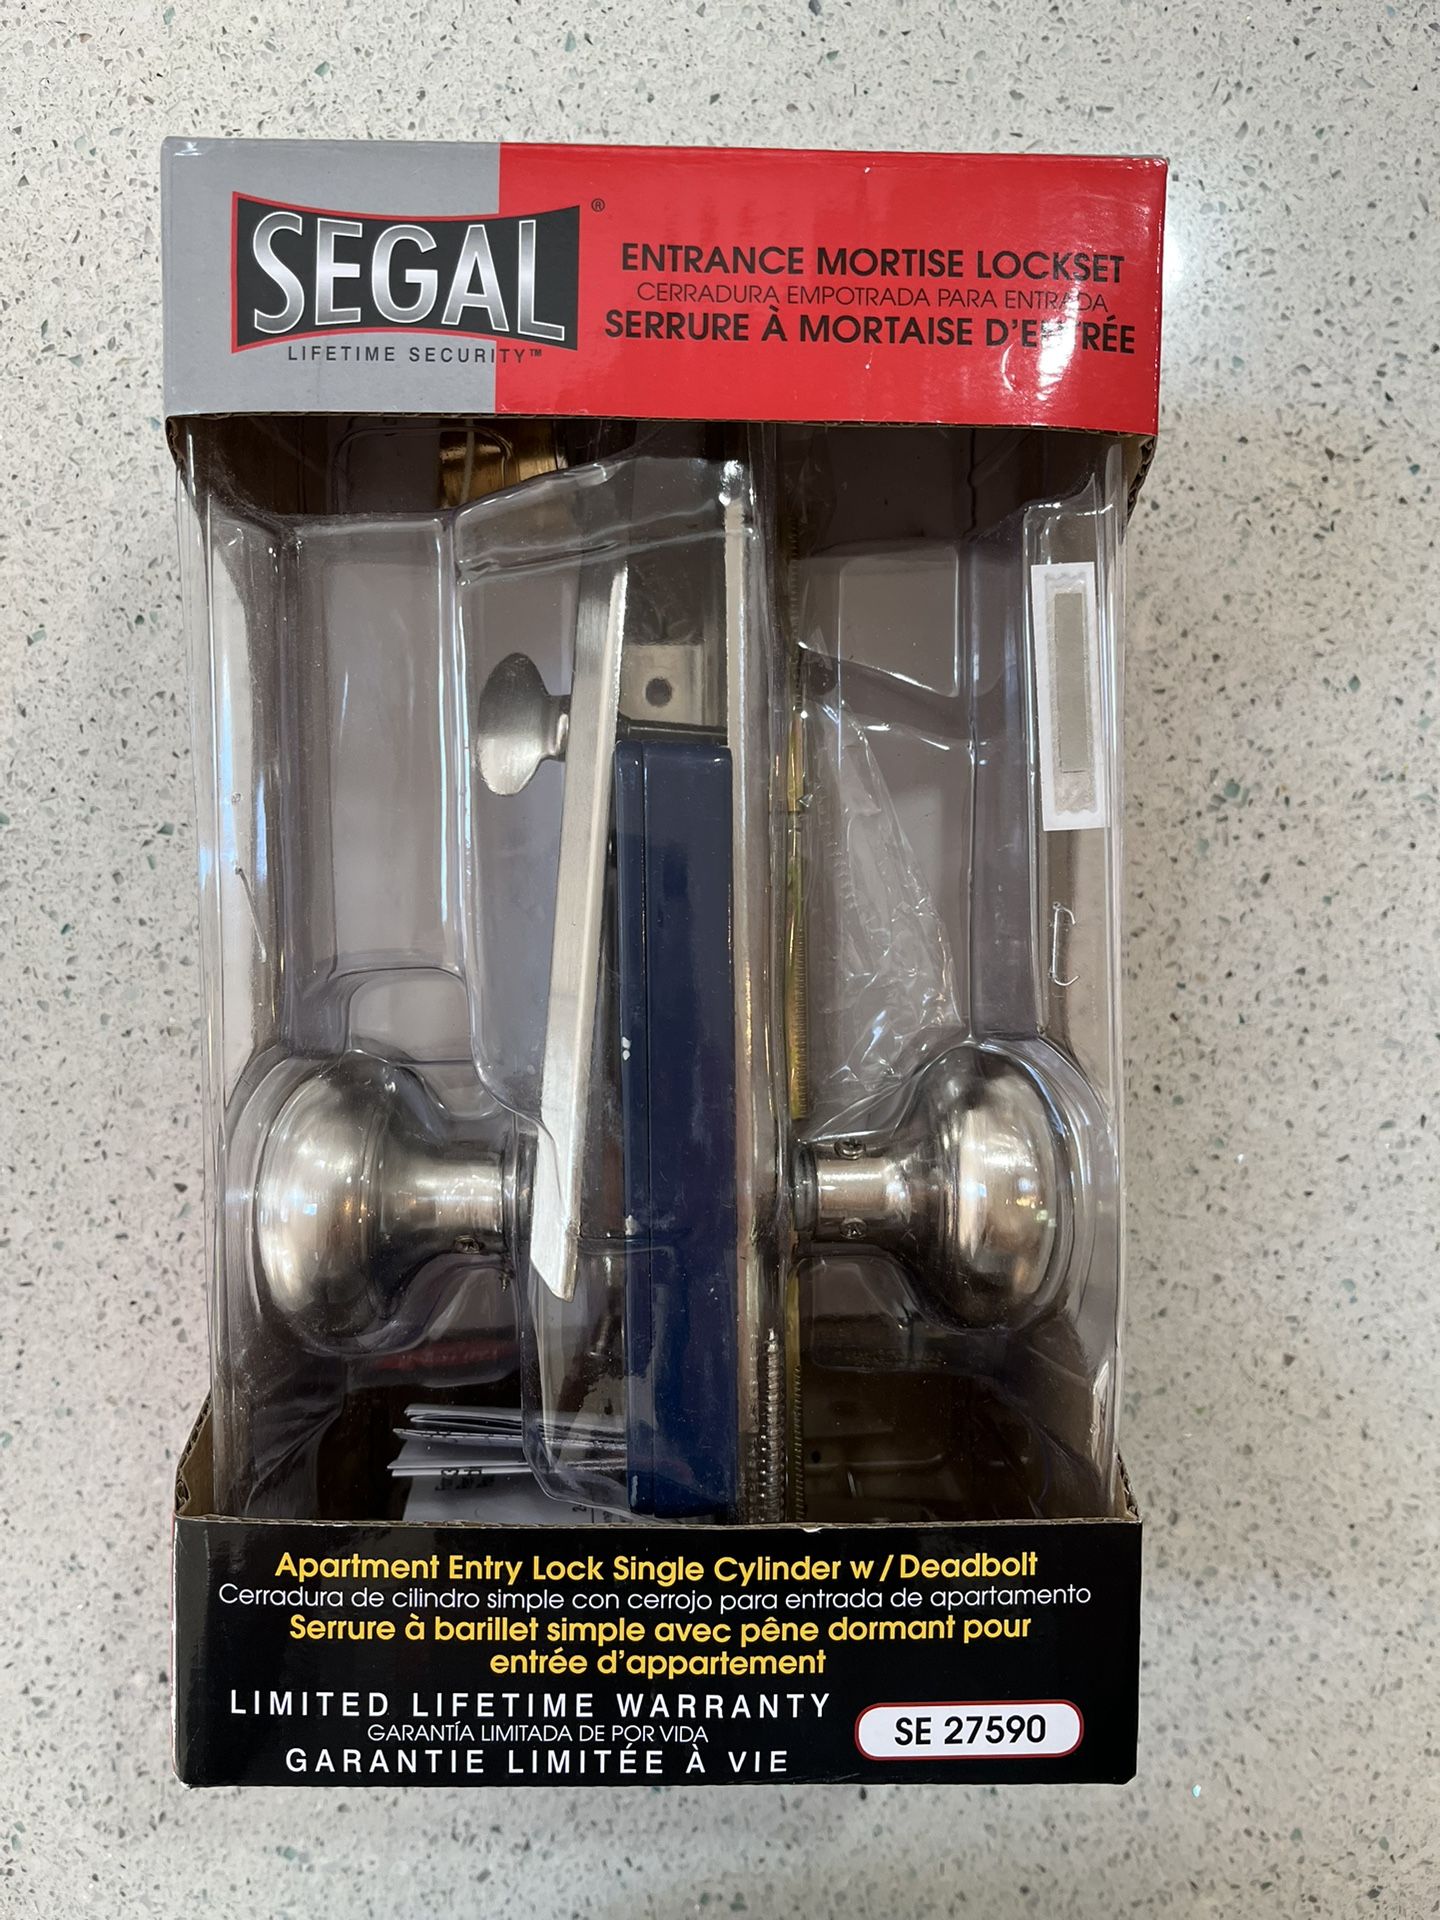 SEGAL®
LIFETIME SECURITY™
ENTRANCE MORTISE LOCKSET
CERRADURA EMPOTRADA PARA ENTRADA
SERRURE À MORTAISE D'ENTRÉE
Apartment Entry Lock Single Cylinder w/Deadbolt
Cerradura de cilindro simple con cerrojo para entrada de apartamento
Serrure à barillet simple avec pêne dormant pour
entrée d'appartement
LIMITED LIFETIME WARRANTY
GARANTÍA LIMITADA DE POR VIDA
GARANTIE LIMITÉE À VIE
SE 27590